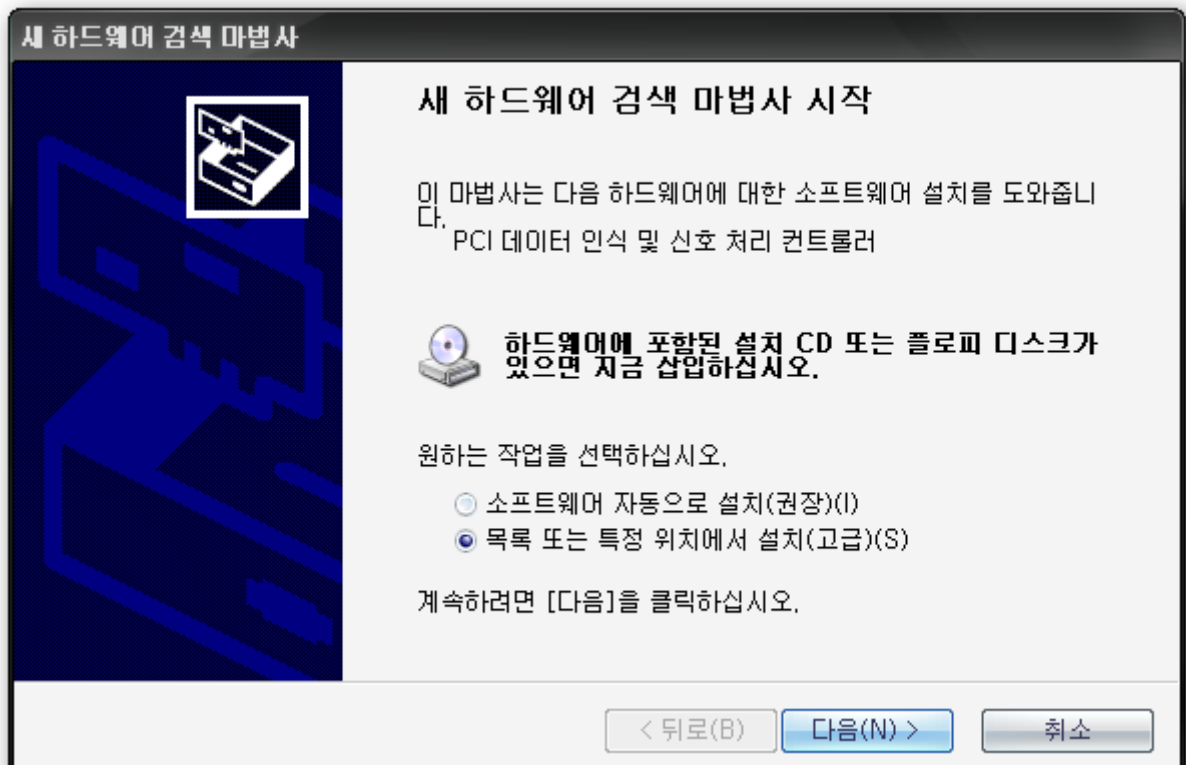 새 하드웨어 검색 마법사
새 하드웨어 검색 마법사 시작
이 마법사는 다음 하드웨어에 대한 소프트웨어 설치를 도와줍니
다.
PCI 데이터 인식 및 신호 처리 컨트롤러
하드웨어에 포함된 설치 CD 또는 플로피 디스크가
있으면 지금 삽입하십시오.
원하는 작업을 선택하십시오.
소프트웨어 자동으로 설치(권장)(I)
목록 또는 특정 위치에서 설치(고급)(S)
계속하려면 [다음]을 클릭하십시오.
< 뒤로(B) 다음(N) > 취소